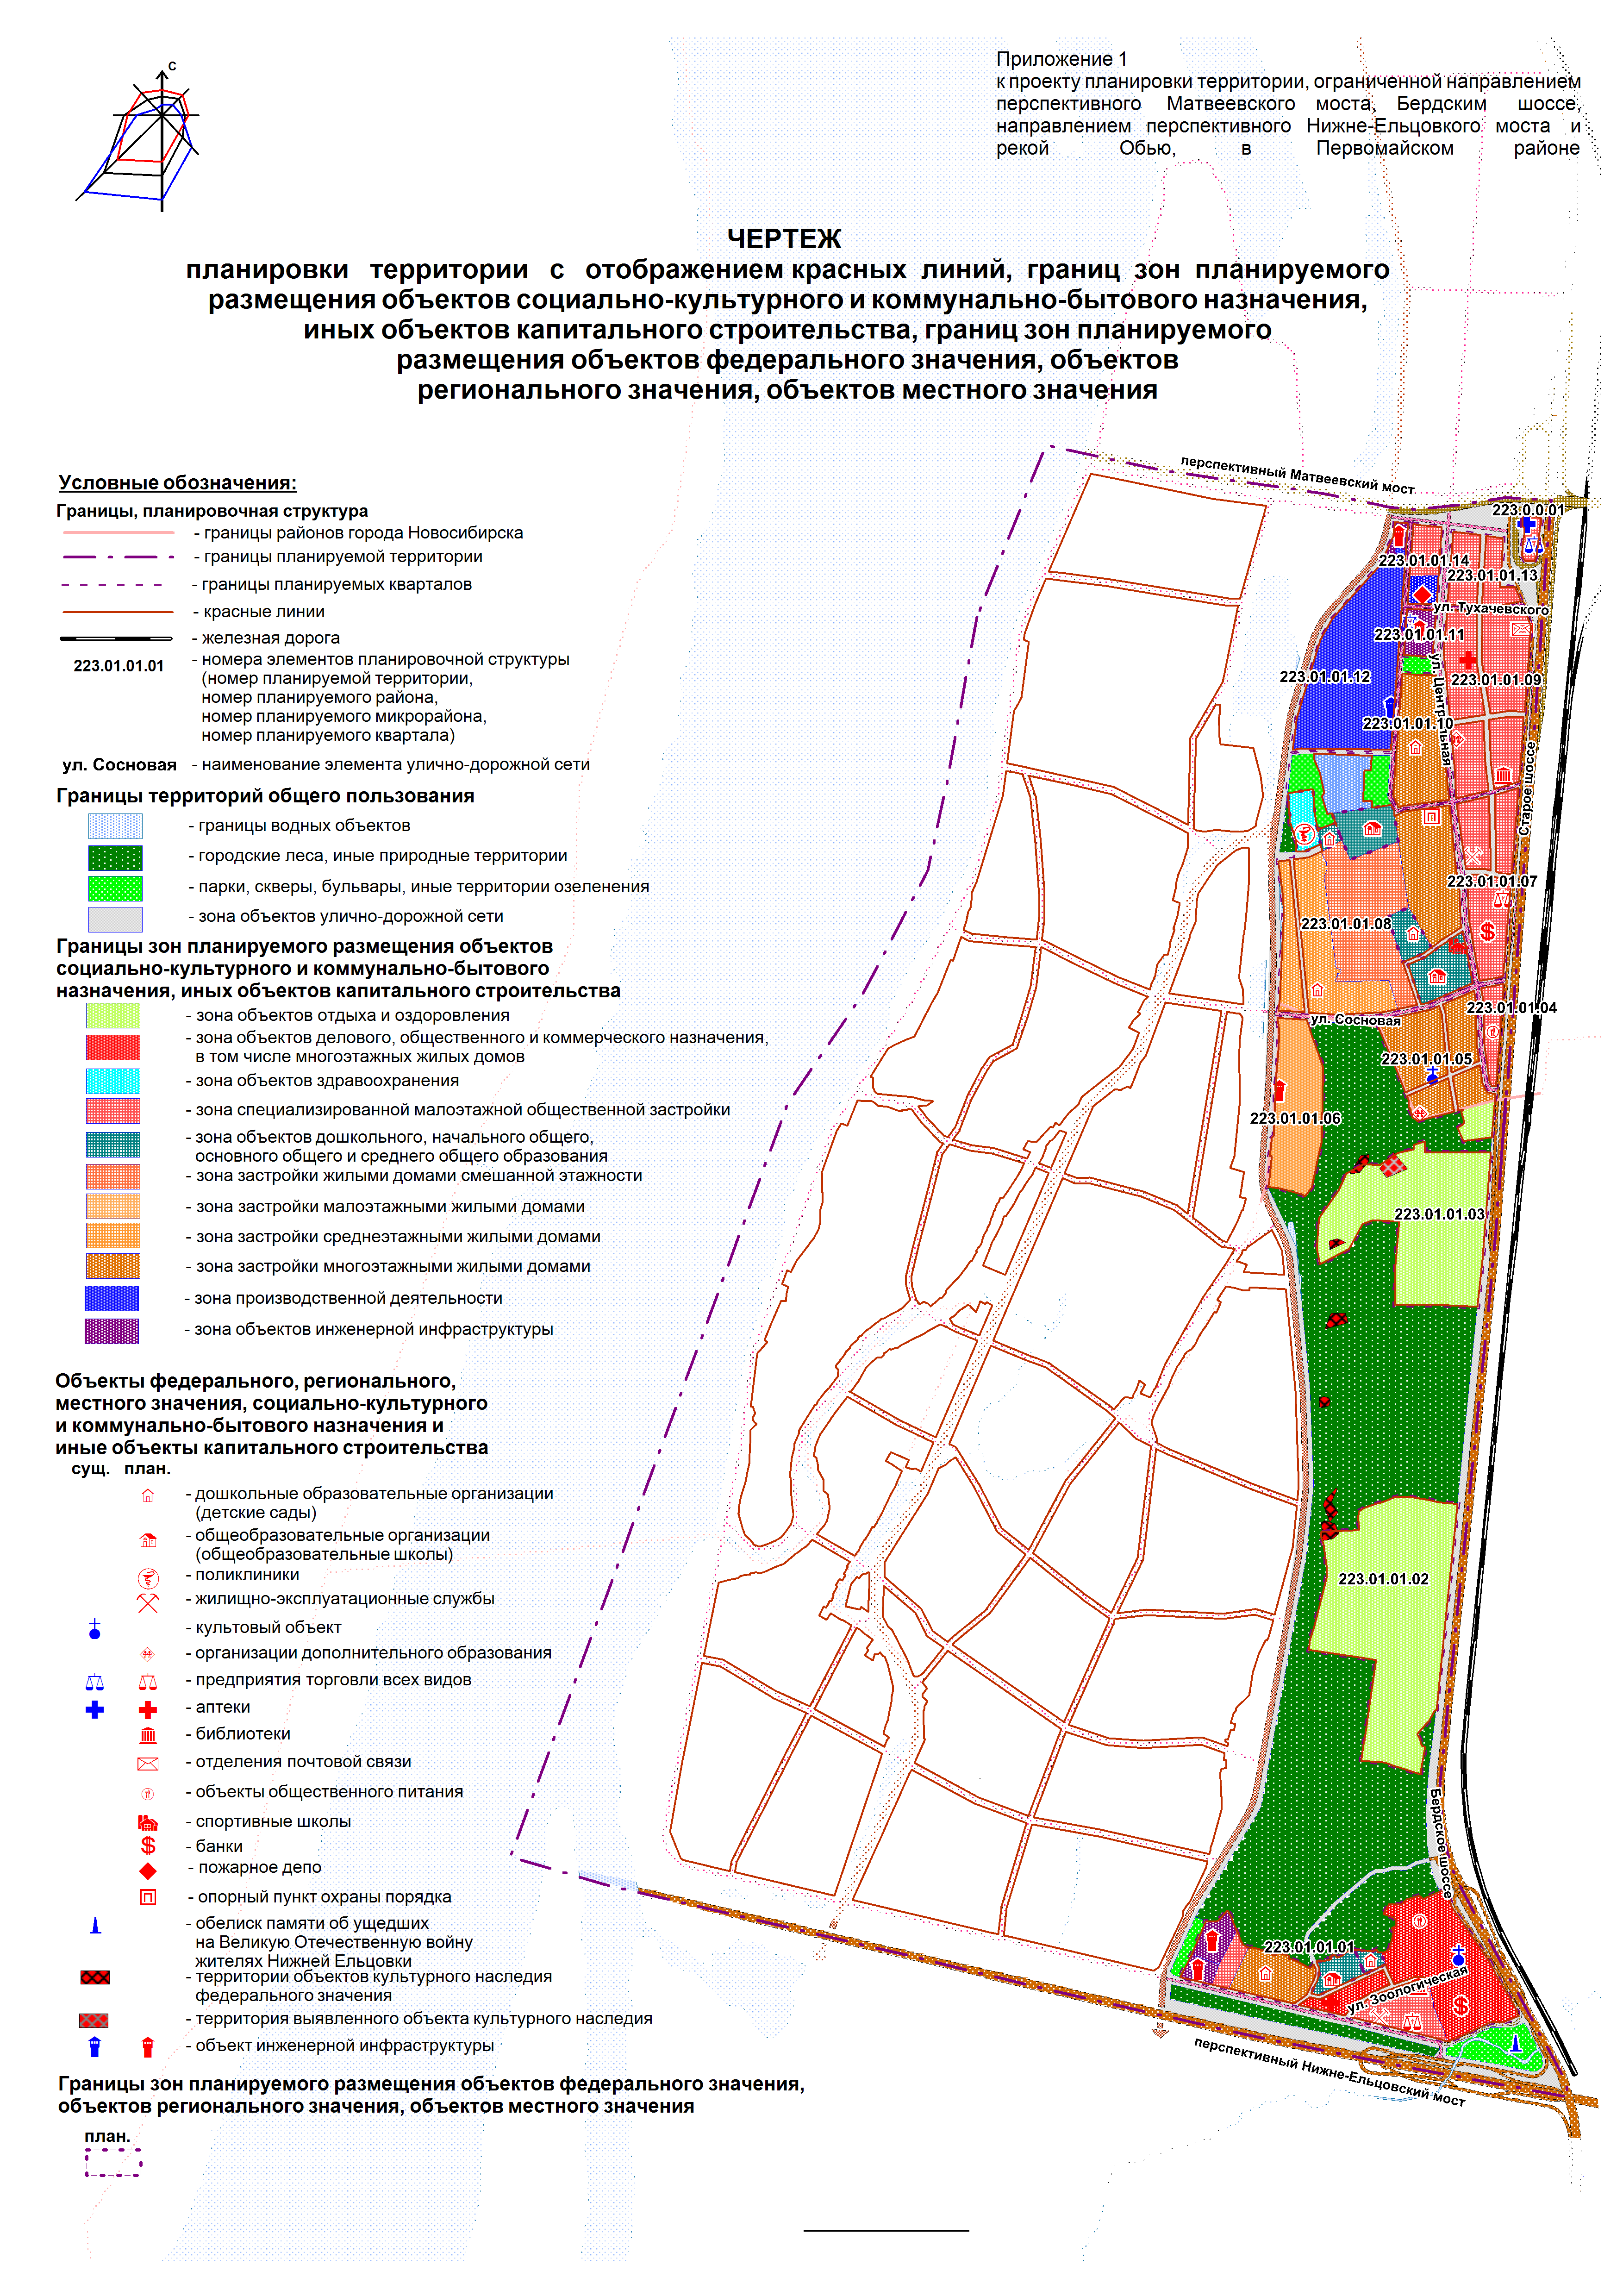 С
Приложение 1
к проекту планировки территории, ограниченной направлением
перспективного Матвеевского моста, Бердским шоссе,
направлением перспективного Нижне-Ельцовкого моста и
рекой Обью, в Первомайском районе
ЧЕРТЕЖ
планировки территории с отображением красных линий, границ зон планируемого
размещения объектов социально-культурного и коммунально-бытового назначения,
иных объектов капитального строительства, границ зон планируемого
размещения объектов федерального значения, объектов
регионального значения, объектов местного значения
Условные обозначения:
Границы, планировочная структура
- границы районов города Новосибирска
- границы планируемой территории
- границы планируемых кварталов
- красные линии
- железная дорога
223.01.01.01 - номера элементов планировочной структуры
(номер планируемой территории,
номер планируемого района,
номер планируемого микрорайона,
номер планируемого квартала)
ул. Сосновая - наименование элемента улично-дорожной сети
Границы территорий общего пользования
- границы водных объектов
- городские леса, иные природные территории
- парки, скверы, бульвары, иные территории озеленения
- зона объектов улично-дорожной сети
Границы зон планируемого размещения объектов
социально-культурного и коммунально-бытового
назначения, иных объектов капитального строительства
- зона объектов отдыха и оздоровления
- зона объектов делового, общественного и коммерческого назначения,
в том числе многоэтажных жилых домов
- зона объектов здравоохранения
- зона специализированной малоэтажной общественной застройки
- зона объектов дошкольного, начального общего,
основного общего и среднего общего образования
- зона застройки жилыми домами смешанной этажности
- зона застройки малоэтажными жилыми домами
- зона застройки среднеэтажными жилыми домами
- зона застройки многоэтажными жилыми домами
- зона производственной деятельности
- зона объектов инженерной инфраструктуры
Объекты федерального, регионального,
местного значения, социально-культурного
и коммунально-бытового назначения и
иные объекты капитального строительства
сущ. план.
- дошкольные образовательные организации
(детские сады)
- общеобразовательные организации
(общеобразовательные школы)
- поликлиники
- жилищно-эксплуатационные службы
- культовый объект
- организации дополнительного образования
- предприятия торговли всех видов
- аптеки
- библиотеки
- отделения почтовой связи
- объекты общественного питания
- спортивные школы
- банки
- пожарное депо
- опорный пункт охраны порядка
- обелиск памяти об ушедших
на Великую Отечественную войну
жителях Нижней Ельцовки
- территории объектов культурного наследия
федерального значения
- территория выявленного объекта культурного наследия
- объект инженерной инфраструктуры
Границы зон планируемого размещения объектов федерального значения,
объектов регионального значения, объектов местного значения
план.
перспективный Матвеевский мост
223.0.0.01
223.01.01.14
223.01.01.13
ул. Тухачевского
223.01.01.11
ул. Центральная
223.01.01.12
223.01.01.09
223.01.01.10
Старое шоссе
223.01.01.07
223.01.01.08
223.01.01.04
ул. Сосновая
223.01.01.05
223.01.01.06
223.01.01.03
223.01.01.02
Бердское шоссе
223.01.01.01
ул. Зоологическая
перспективный Нижне-Ельцовский мост